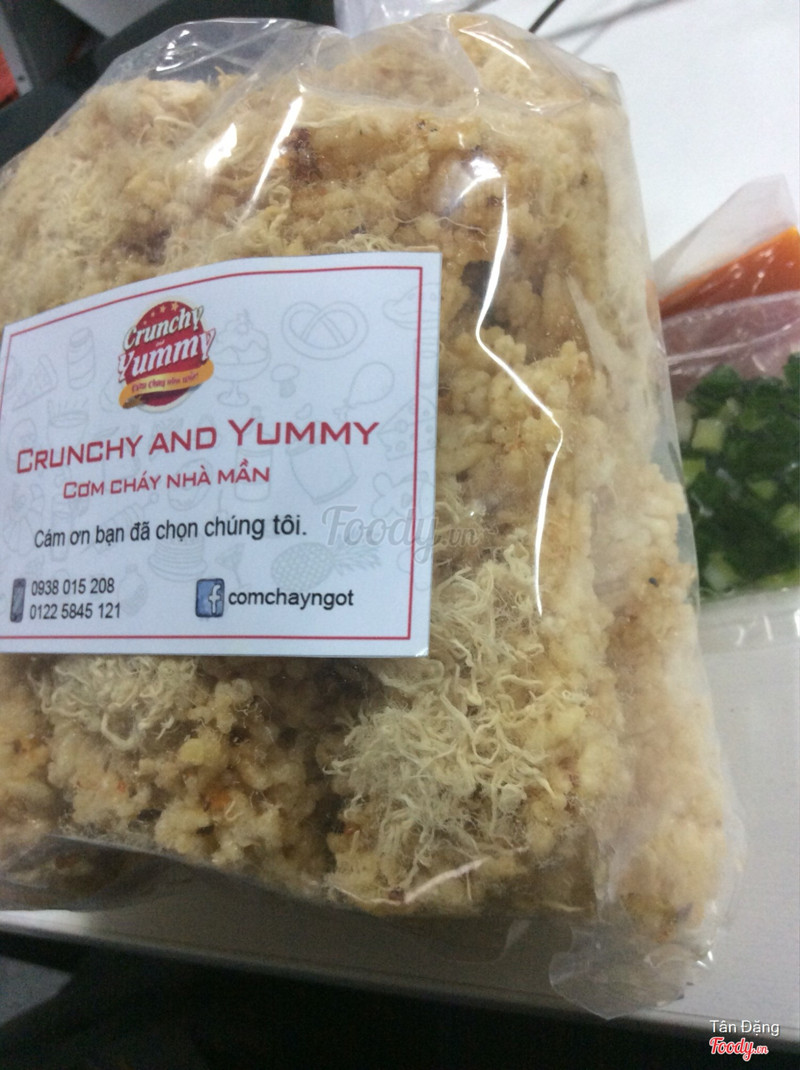 Crunchy
Yummy
CRUNCHY AND YUMMY
CƠM CHÁY NHÀ MẦN
Cám ơn bạn đã chọn chúng tôi.
0938 015 208
0122 5845 121
comchayngot
Foody.vn
Tân Đặng
Foody.vn